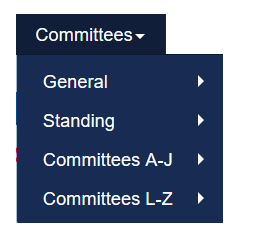 Committees
General
Standing
Committees A-J
Committees L-Z